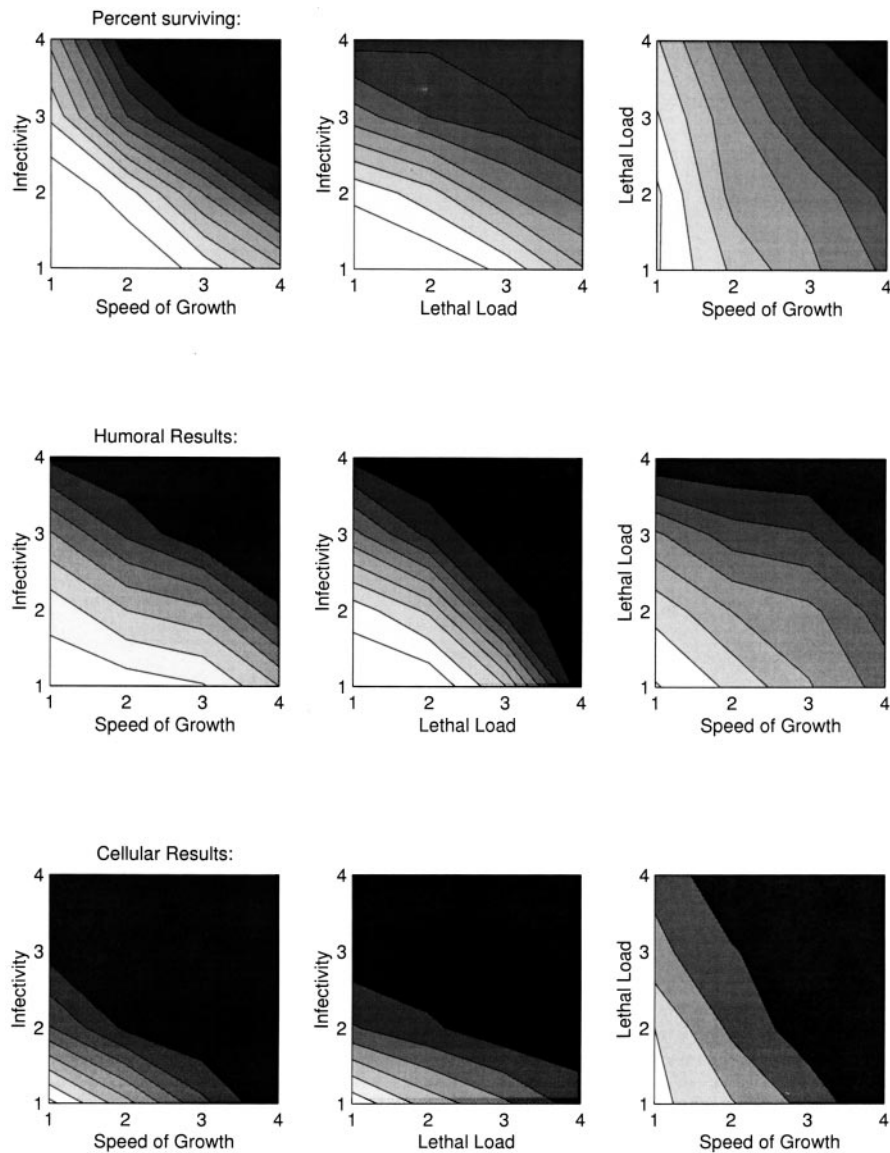 Percent surviving:
4
3
2
1
Infectivity
1 2 3 4
Speed of Growth
4
3
2
1
Infectivity
1 2 3 4
Lethal Load
4
3
2
1
Lethal Load
1 2 3 4
Speed of Growth
Humoral Results:
4
3
2
1
Infectivity
1 2 3 4
Speed of Growth
4
3
2
1
Infectivity
1 2 3 4
Lethal Load
4
3
2
1
Lethal Load
1 2 3 4
Speed of Growth
Cellular Results:
4
3
2
1
Infectivity
1 2 3 4
Speed of Growth
4
3
2
1
Infectivity
1 2 3 4
Lethal Load
4
3
2
1
Lethal Load
1 2 3 4
Speed of Growth